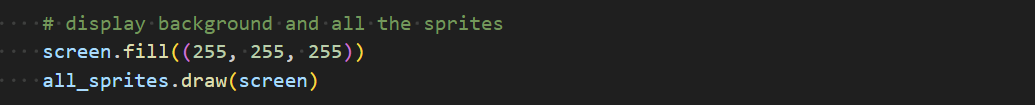 # display background and all the sprites
screen.fill((255, 255, 255))
all_sprites.draw(screen)